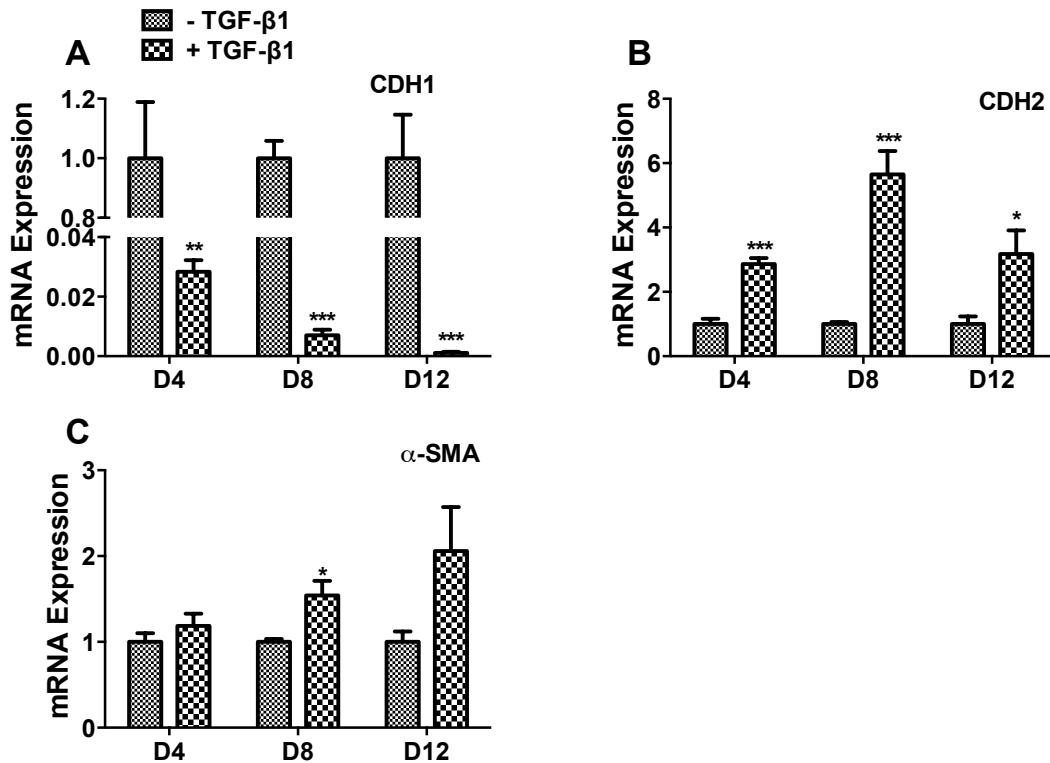 - TGF-β1
+ TGF-β1
A
CDH1
mRNA Expression
1.2
1.0
0.8
0.04
0.02
0.00
**
***
***
D4 D8 D12
B
CDH2
mRNA Expression
8
6
4
2
0
***
***
*
D4 D8 D12
C
α-SMA
mRNA Expression
3
2
1
0
*
D4 D8 D12